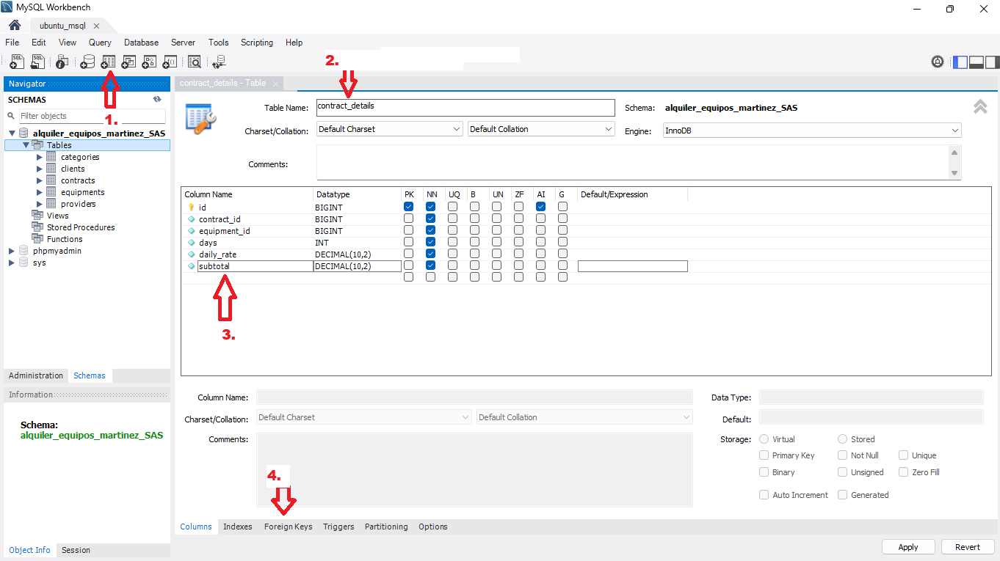 MySQL Workbench
ubuntu_msql
File Edit View Query Database Server Tools Scripting Help
SQL SQL
2.
Navigator
contract_details - Table
SCHEMAS
1.
Filter objects
alquiler_equipos_martinez_SAS
Tables
categories
clients
contracts
equipments
providers
Views
Stored Procedures
Functions
phpmyadmin
sys
Administration Schemas
Information
Schema:
alquiler_equipos_martinez_SAS
Object Info Session
Table Name: contract_details Schema: alquiler_equipos_martinez_SAS
Charset/Collation: Default Charset Default Collation Engine: InnoDB
Comments:
Column Name Datatype PK NN UQ B UN ZF AI G Default/Expression
id BIGINT
contract_id BIGINT
equipment_id BIGINT
days INT
daily_rate DECIMAL(10,2)
subtotal DECIMAL(10,2)
3.
Column Name: Data Type:
Charset/Collation: Default Charset Default Collation Default:
Comments: Storage: Virtual Stored
Primary Key Not Null Unique
Binary Unsigned Zero Fill
Auto Increment Generated
4.
Columns Indexes Foreign Keys Triggers Partitioning Options
Apply Revert